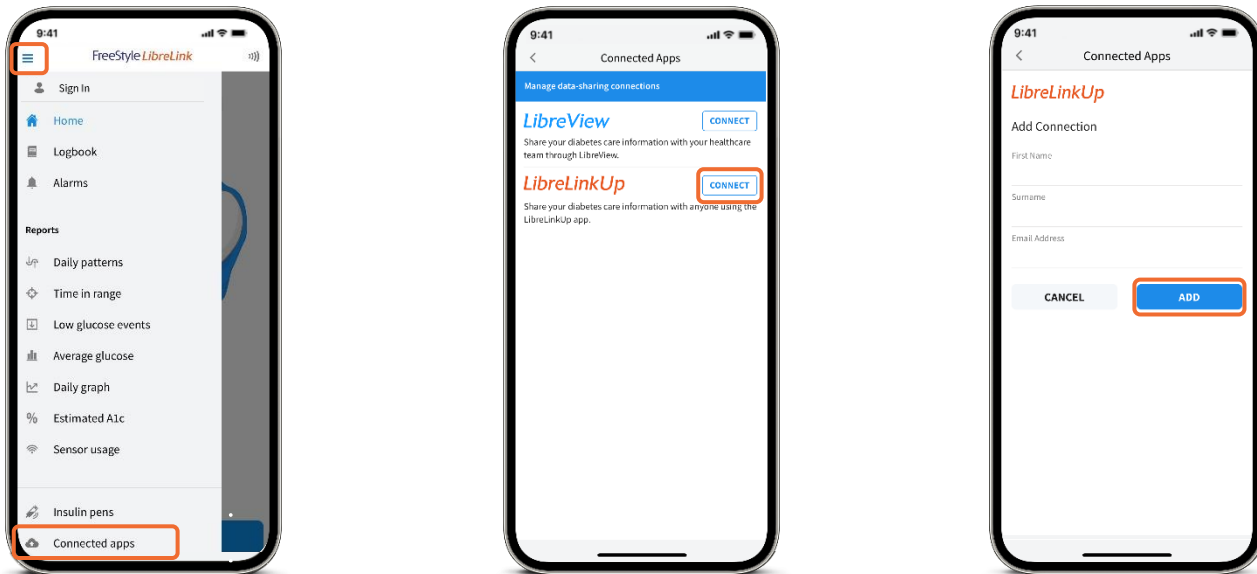 9:41
FreeStyle LibreLink
Sign In
Home
Logbook
Alarms
Reports
Daily patterns
Time in range
Low glucose events
Average glucose
Daily graph
% Estimated A1c
Sensor usage
Insulin pens
Connected apps
9:41
Connected Apps
Manage data-sharing connections
LibreView CONNECT
Share your diabetes care information with your healthcare
team through LibreView.
LibreLinkUp CONNECT
Share your diabetes care information with anyone using the
LibreLinkUp app.
9:41
Connected Apps
LibreLinkUp
Add Connection
First Name
Surname
Email Address
CANCEL ADD